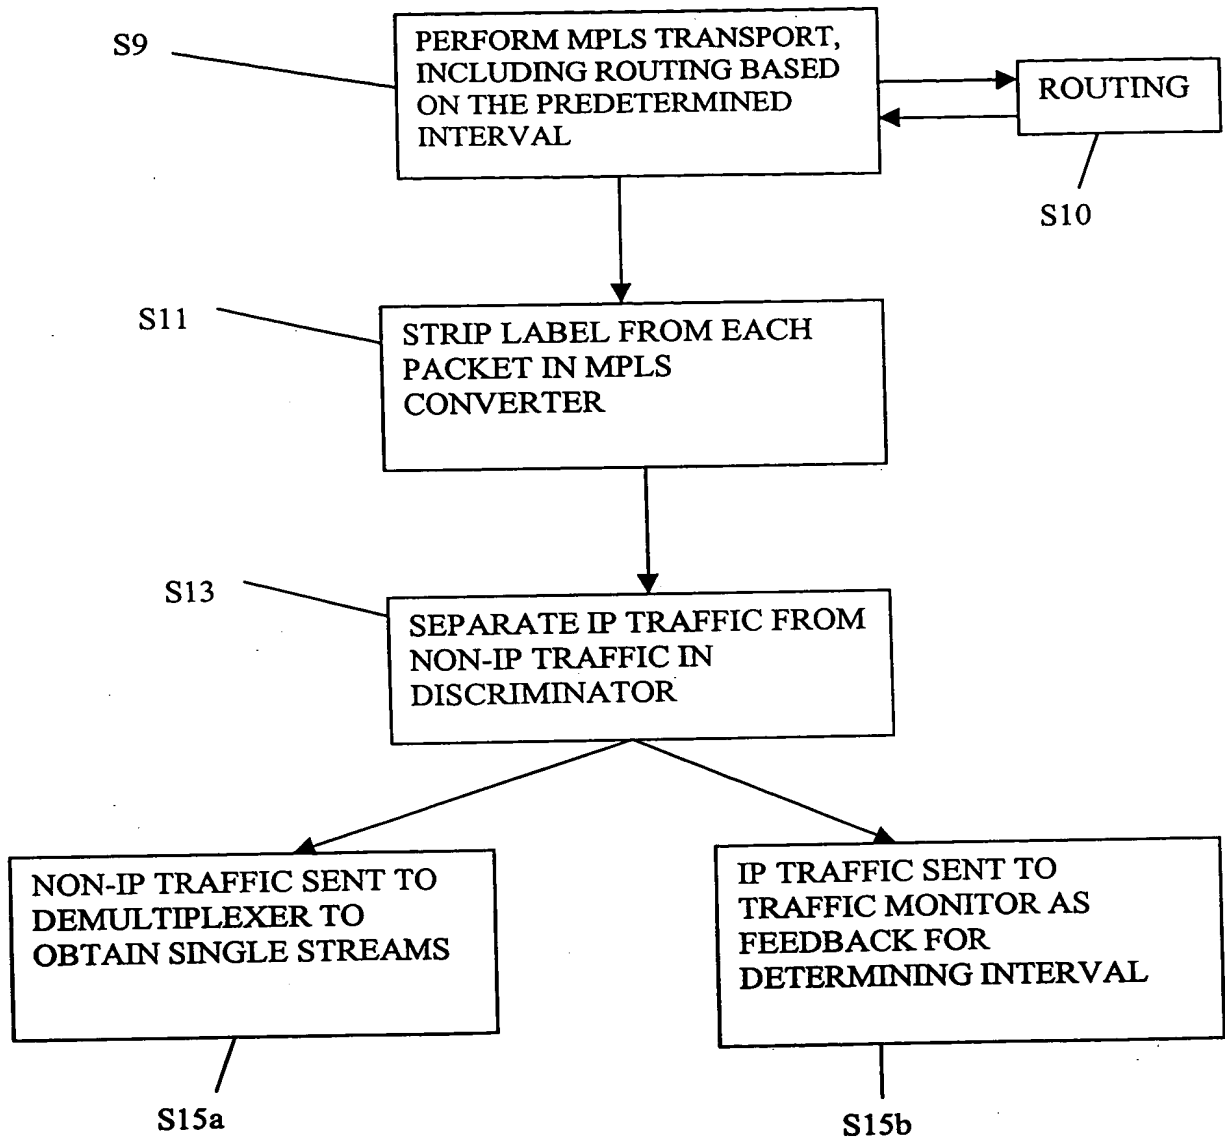 S9
PERFORM MPLS TRANSPORT,
INCLUDING ROUTING BASED
ON THE PREDETERMINED
INTERVAL
ROUTING
S10
S11
STRIP LABEL FROM EACH
PACKET IN MPLS
CONVERTER
S13
SEPARATE IP TRAFFIC FROM
NON-IP TRAFFIC IN
DISCRIMINATOR
NON-IP TRAFFIC SENT TO
DEMULTIPLEXER TO
OBTAIN SINGLE STREAMS
S15a
IP TRAFFIC SENT TO
TRAFFIC MONITOR AS
FEEDBACK FOR
DETERMINING INTERVAL
S15b